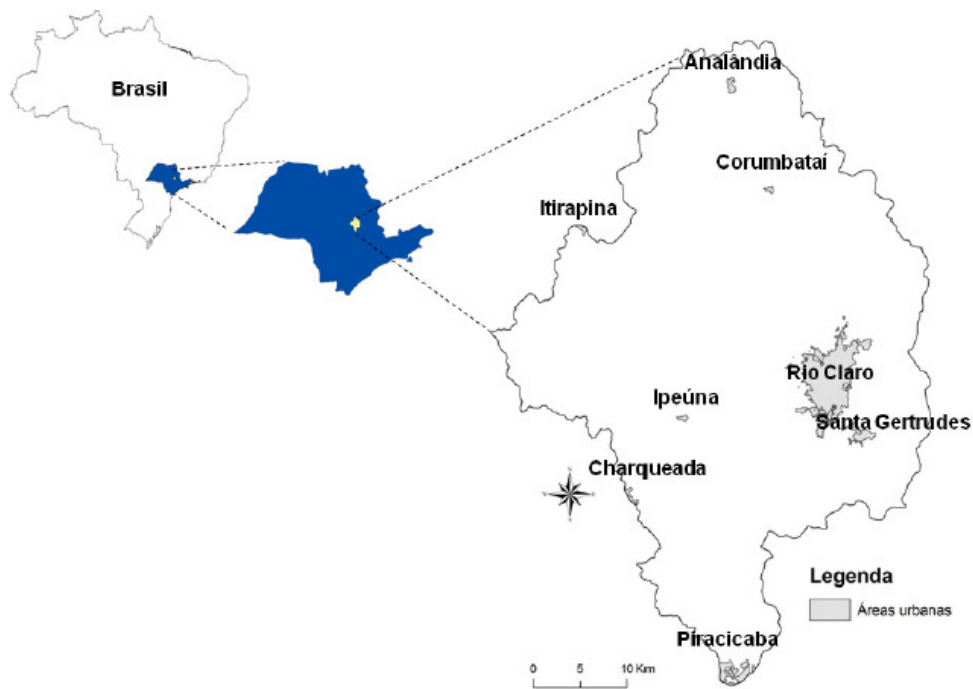 Brasil
Analândia
Corumbataí
Itirapina
Rio Claro
Ipeúna
Santa Gertrudes
Charqueada
Legenda
Áreas urbanas
Piracicaba
0 5 10 Km